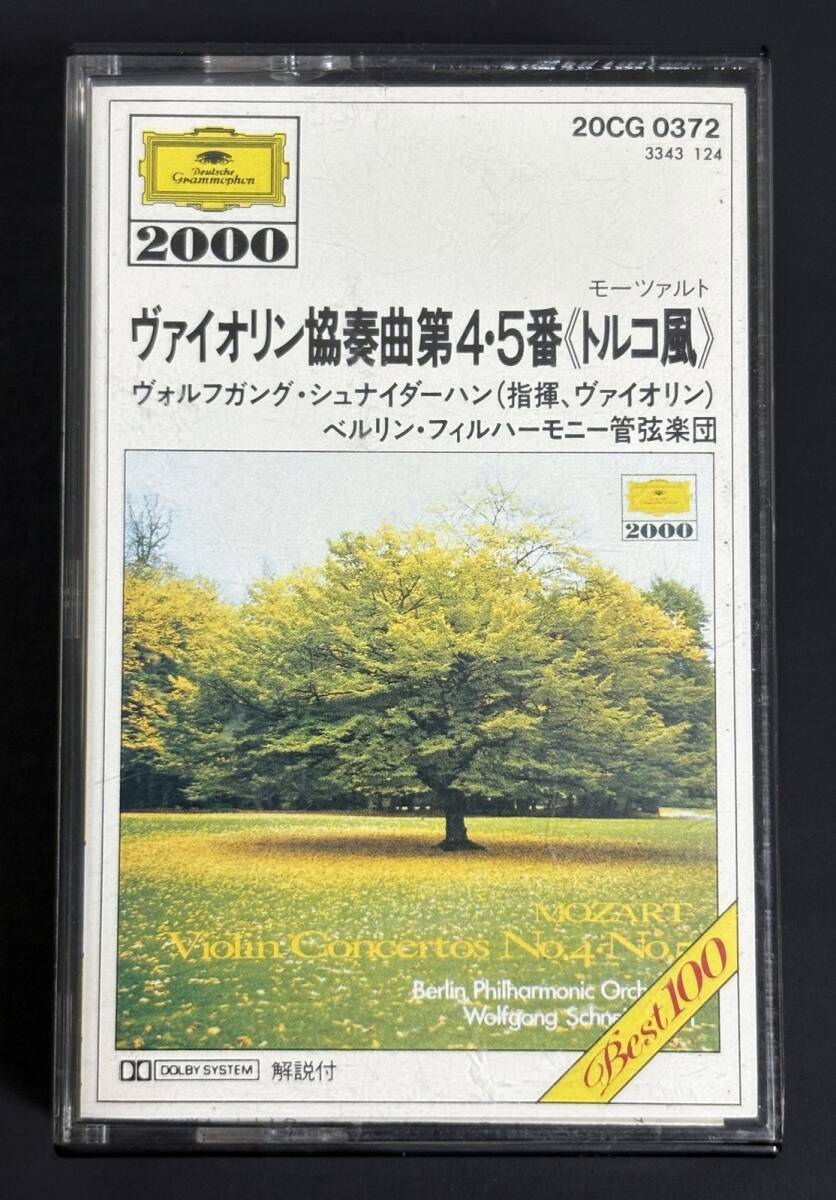 Deutsche
Grammophon
2000
20CG 0372
3343 124
モーツァルト
ヴァイオリン協奏曲第4・5番《トルコ風》
ヴォルフガング・シュナイダーハン(指揮、ヴァイオリン)
ベルリン・フィルハーモニー管弦楽団
2000
MOZART
Violin Concertos No.4・No.5
Berlin Philharmonic Orch
Wolfgang Schnei
Best100
DOLBY SYSTEM 解説付